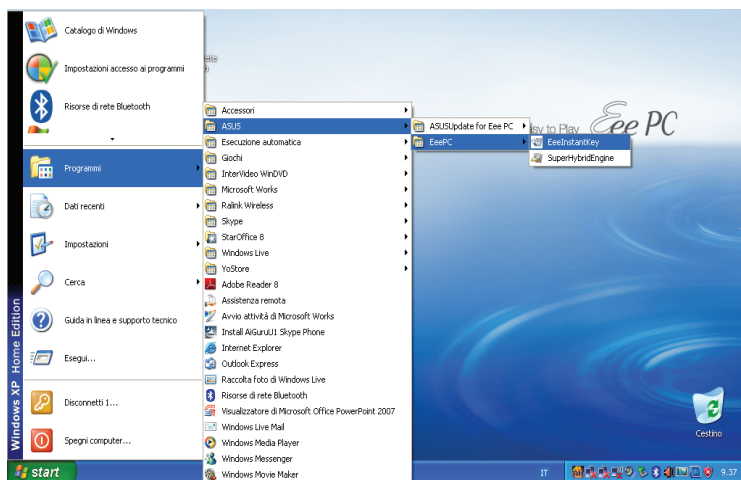 Catalogo di Windows
Impostazioni accesso ai programmi
Risorse di rete Bluetooth
Programmi
Dati recenti
Impostazioni
Cerca
Guida in linea e supporto tecnico
Esegui...
Disconnetti 1...
Spegni computer...
Windows XP Home Edition
Accessori
ASUS
Esecuzione automatica
Giochi
InterVideo WinDVD
Microsoft Works
Ralink Wireless
Skype
StarOffice 8
Windows Live
YoStore
Adobe Reader 8
Assistenza remota
Avvio attività di Microsoft Works
Install AiGuruU1 Skype Phone
Internet Explorer
Outlook Express
Raccolta foto di Windows Live
Risorse di rete Bluetooth
Visualizzatore di Microsoft Office PowerPoint 2007
Windows Live Mail
Windows Media Player
Windows Messenger
Windows Movie Maker
ASUSUpdate for Eee PC
EeePC
EeeInstantKey
SuperHybridEngine
to Play
Eee PC
Cestino
start
IT
9.37